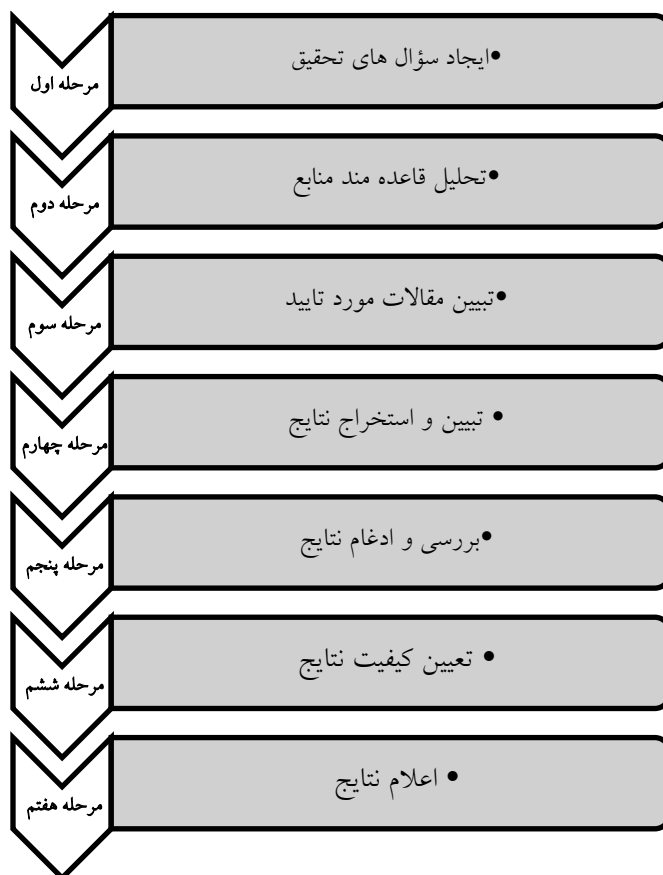 •ایجاد سؤال های تحقیق
مرحله اول
•تحلیل قاعده مند منابع
مرحله دوم
•تبیین مقالات مورد تایید
مرحله سوم
• تبیین و استخراج نتایج
مرحله چهارم
•بررسی و ادغام نتایج
مرحله پنجم
• تعیین کیفیت نتایج
مرحله ششم
• اعلام نتایج
مرحله هفتم